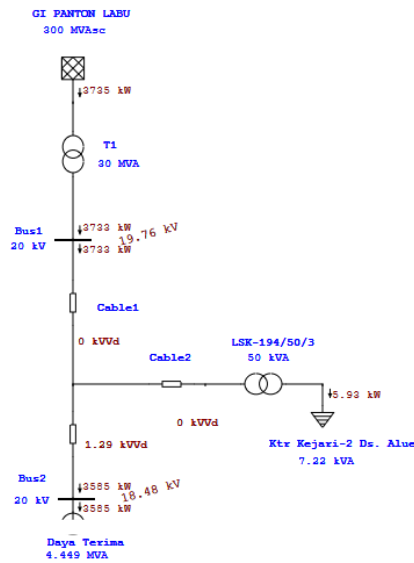 GI PANTON LABU
300 MVAsc
3735 kW
T1
30 MVA
Bus1
20 kV
3733 kW
3733 kW
19.76 kV
Cable1
0 kVVd
Cable2
LSK-194/50/3
50 kVA
5.93 kW
0 kVVd
Ktr Kejari-2 Ds. Alue
7.22 kVA
1.29 kVVd
Bus2
20 kV
3585 kW
3585 kW
18.48 kV
Daya Terima
4.449 MVA